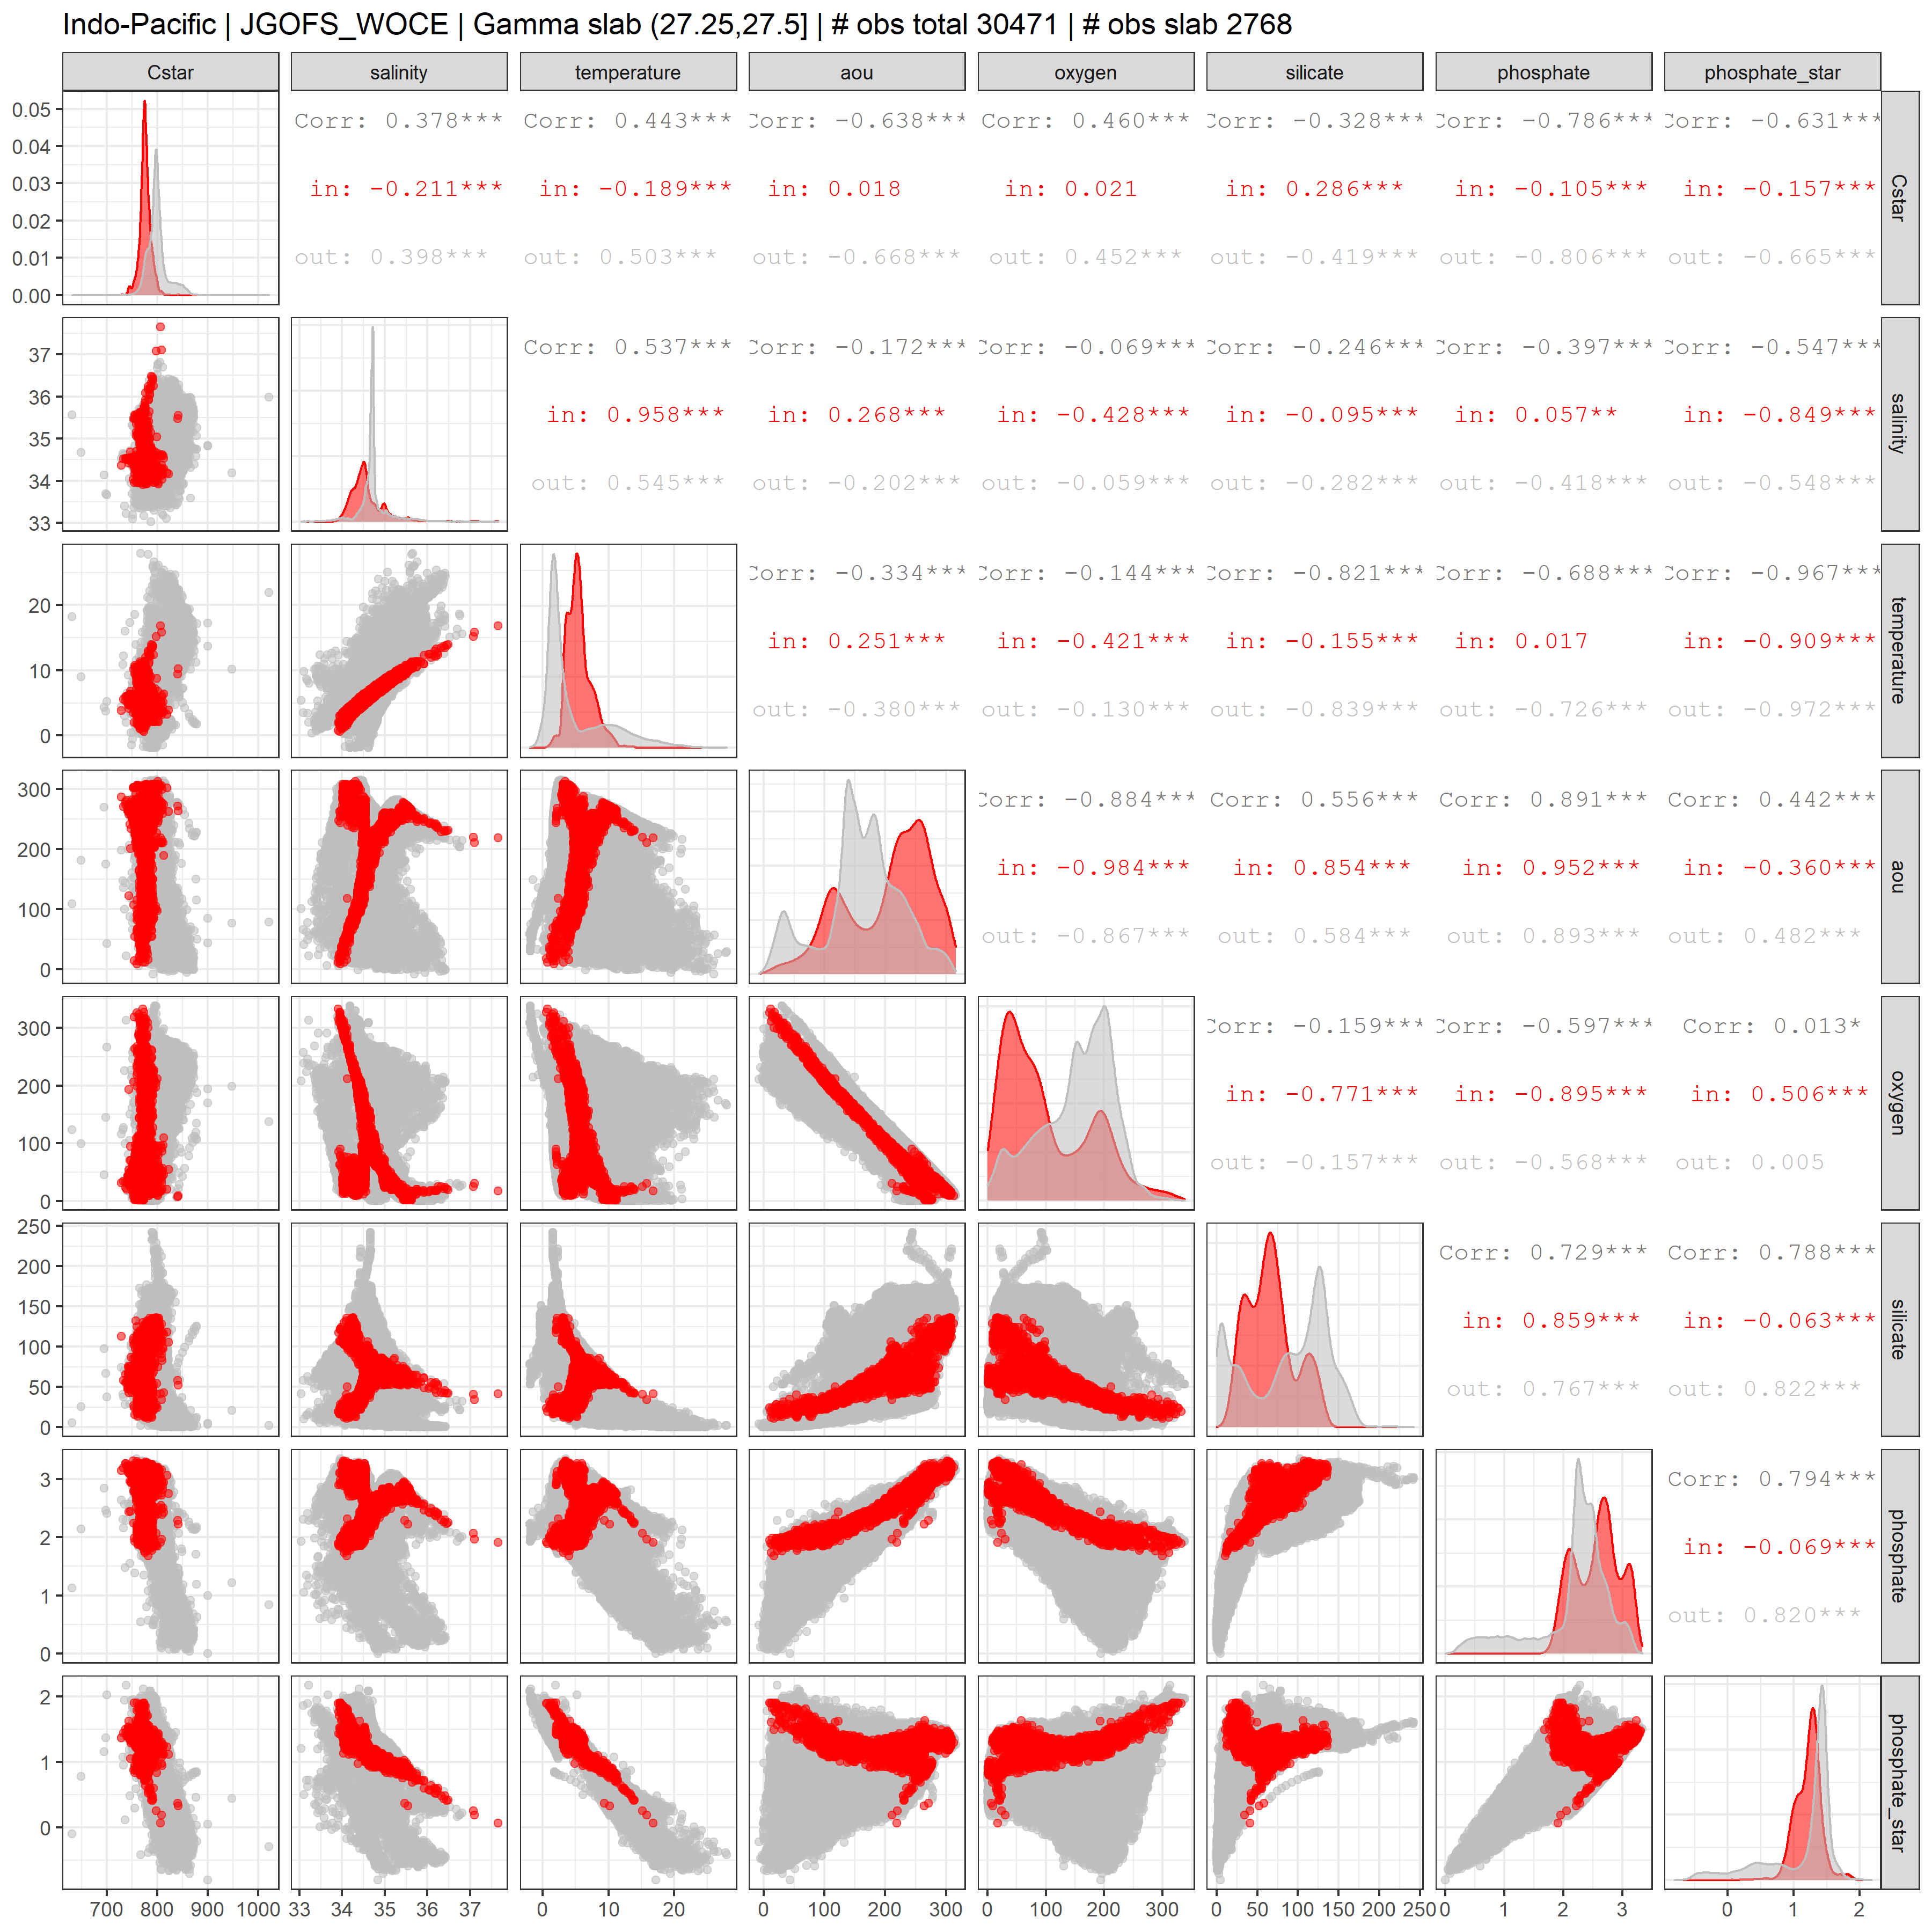 Indo-Pacific | JGOFS_WOCE | Gamma slab (27.25,27.5] | # obs total 30471 | # obs slab 2768
Cstar salinity temperature aou oxygen silicate phosphate phosphate_star
0.05
0.04
0.03
0.02
0.01
0.00
Corr: 0.378*** Corr: 0.443*** Corr: -0.638*** Corr: 0.460*** Corr: -0.328*** Corr: -0.786*** Corr: -0.631***
in: -0.211*** in: -0.189*** in: 0.018 in: 0.021 in: 0.286*** in: -0.105*** in: -0.157***
out: 0.398*** out: 0.503*** out: -0.668*** out: 0.452*** out: -0.419*** out: -0.806*** out: -0.665***
Cstar
37
36
35
34
33
Corr: 0.537*** Corr: -0.172*** Corr: -0.069*** Corr: -0.246*** Corr: -0.397*** Corr: -0.547***
in: 0.958*** in: 0.268*** in: -0.428*** in: -0.095*** in: 0.057** in: -0.849***
out: 0.545*** out: -0.202*** out: -0.059*** out: -0.282*** out: -0.418*** out: -0.548***
salinity
20
10
0
Corr: -0.334*** Corr: -0.144*** Corr: -0.821*** Corr: -0.688*** Corr: -0.967***
in: 0.251*** in: -0.421*** in: -0.155*** in: 0.017 in: -0.909***
out: -0.380*** out: -0.130*** out: -0.839*** out: -0.726*** out: -0.972***
temperature
300
200
100
0
Corr: -0.884*** Corr: 0.556*** Corr: 0.891*** Corr: 0.442***
in: -0.984*** in: 0.854*** in: 0.952*** in: -0.360***
out: -0.867*** out: 0.584*** out: 0.893*** out: 0.482***
aou
300
200
100
0
Corr: -0.159*** Corr: -0.597*** Corr: 0.013*
in: -0.771*** in: -0.895*** in: 0.506***
out: -0.157*** out: -0.568*** out: 0.005
oxygen
250
200
150
100
50
0
Corr: 0.729*** Corr: 0.788***
in: 0.859*** in: -0.063***
out: 0.767*** out: 0.822***
silicate
3
2
1
0
Corr: 0.794***
in: -0.069***
out: 0.820***
phosphate
2
1
0
phosphate_star
700 800 900 1000 33 34 35 36 37 0 10 20 0 100 200 300 0 100 200 300 0 50 100 150 200 250 0 1 2 3 0 1 2